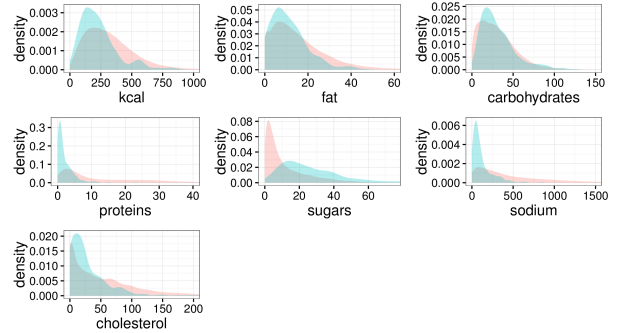 density
0.003
0.002
0.001
0.000
0 250 500 750 1000
kcal
density
0.05
0.04
0.03
0.02
0.01
0.00
0 20 40 60
fat
density
0.025
0.020
0.015
0.010
0.005
0.000
0 50 100 150
carbohydrates
density
0.3
0.2
0.1
0.0
0 10 20 30 40
proteins
density
0.08
0.06
0.04
0.02
0.00
0 20 40 60
sugars
density
0.006
0.004
0.002
0.000
0 500 1000 1500
sodium
density
0.020
0.015
0.010
0.005
0.000
0 50 100 150 200
cholesterol